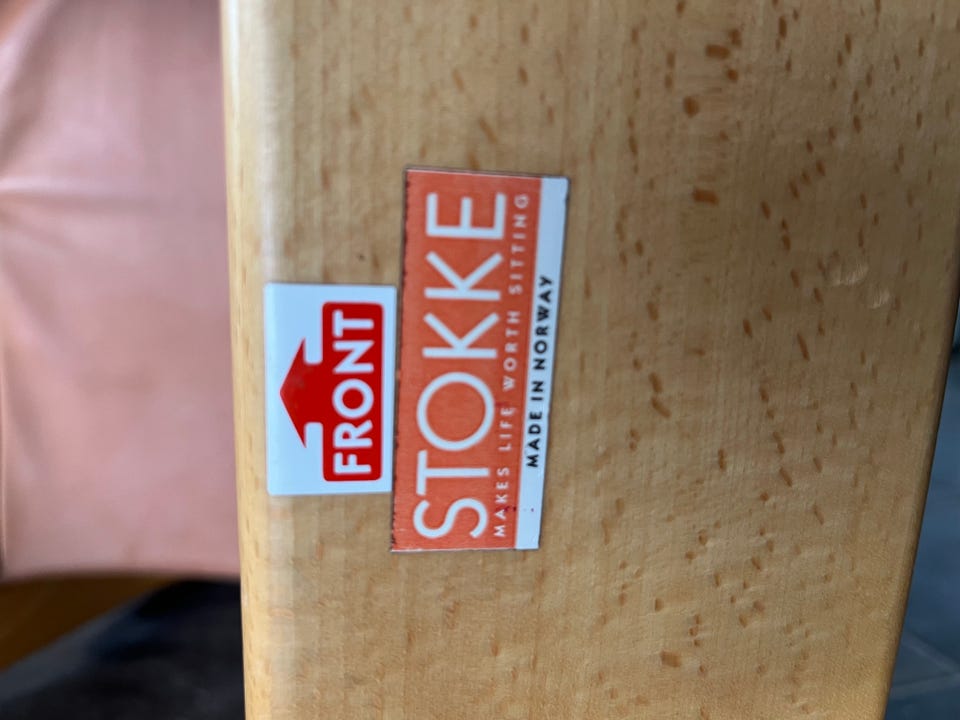 FRONT
STOKKE
MAKES LIFE WORTH SITTING
MADE IN NORWAY